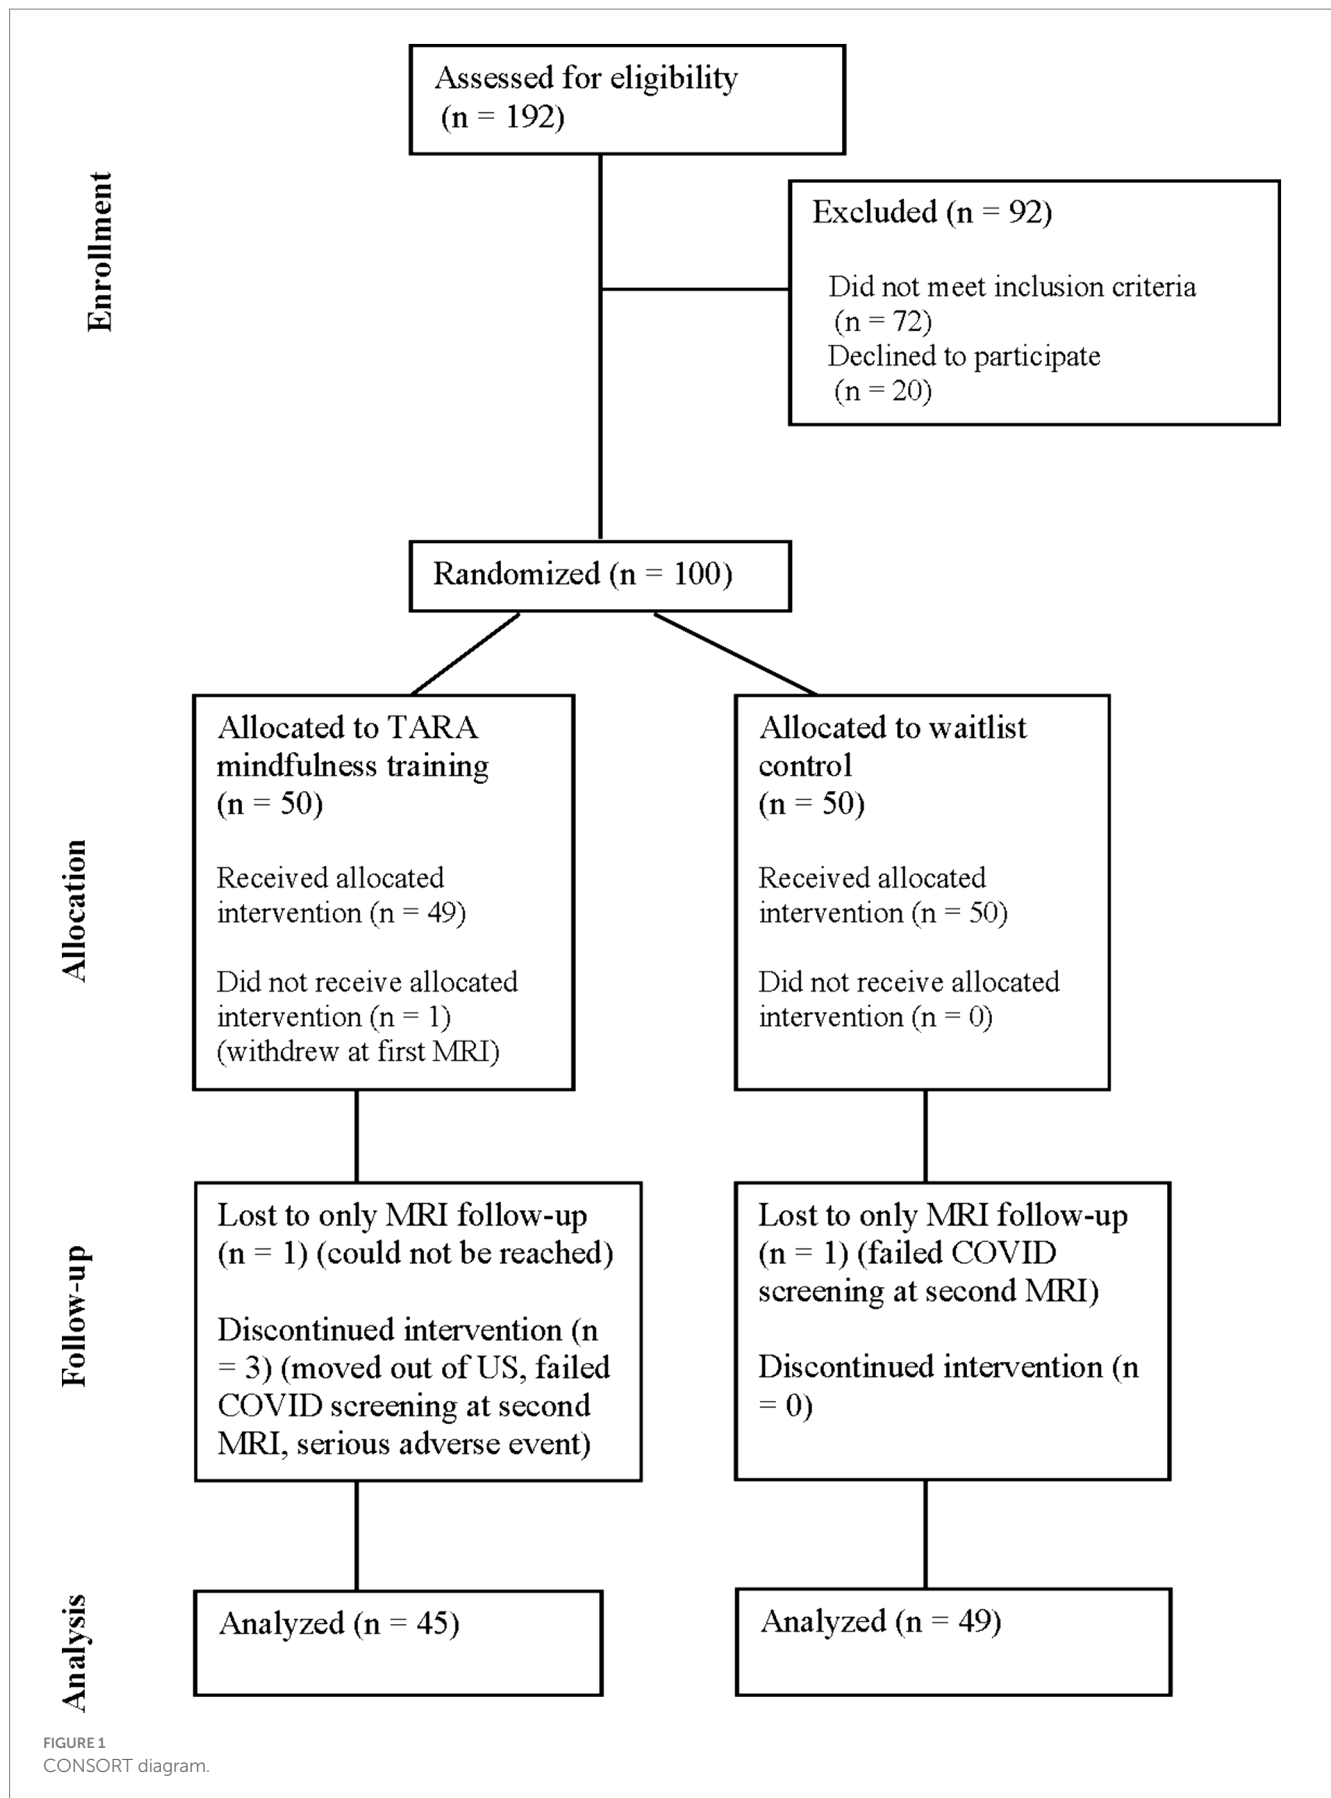 Enrollment
Assessed for eligibility
(n = 192)
Excluded (n = 92)
Did not meet inclusion criteria
(n = 72)
Declined to participate
(n = 20)
Randomized (n = 100)
Allocation
Allocated to TARA
mindfulness training
(n = 50)
Received allocated
intervention (n = 49)
Did not receive allocated
intervention (n = 1)
(withdrew at first MRI)
Allocated to waitlist
control
(n = 50)
Received allocated
intervention (n = 50)
Did not receive allocated
intervention (n = 0)
Follow-up
Lost to only MRI follow-up
(n = 1) (could not be reached)
Discontinued intervention (n
= 3) (moved out of US, failed
COVID screening at second
MRI, serious adverse event)
Lost to only MRI follow-up
(n = 1) (failed COVID
screening at second MRI)
Discontinued intervention (n
= 0)
Analysis
Analyzed (n = 45)
Analyzed (n = 49)
FIGURE 1
CONSORT diagram.